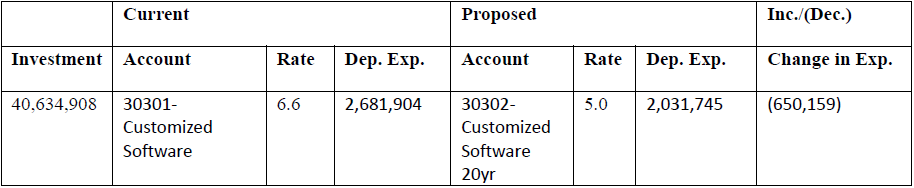 Current Proposed Inc./(Dec.)
Investment Account Rate Dep. Exp. Account Rate Dep. Exp. Change in Exp.
40,634,908 30301- 6.6 2,681,904 30302- 5.0 2,031,745 (650,159)
Customized Customized
Software Software
20yr